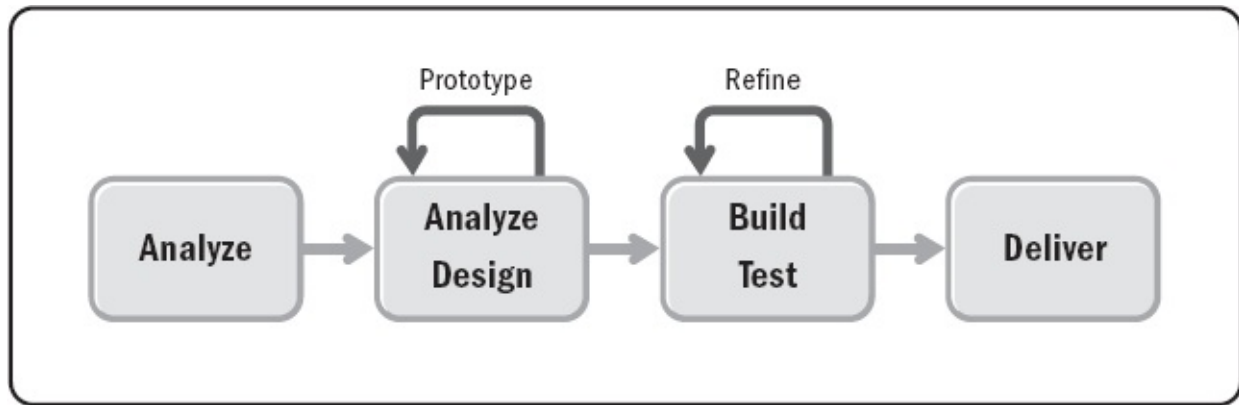 Prototype
Refine
Analyze
Analyze
Design
Build
Test
Deliver